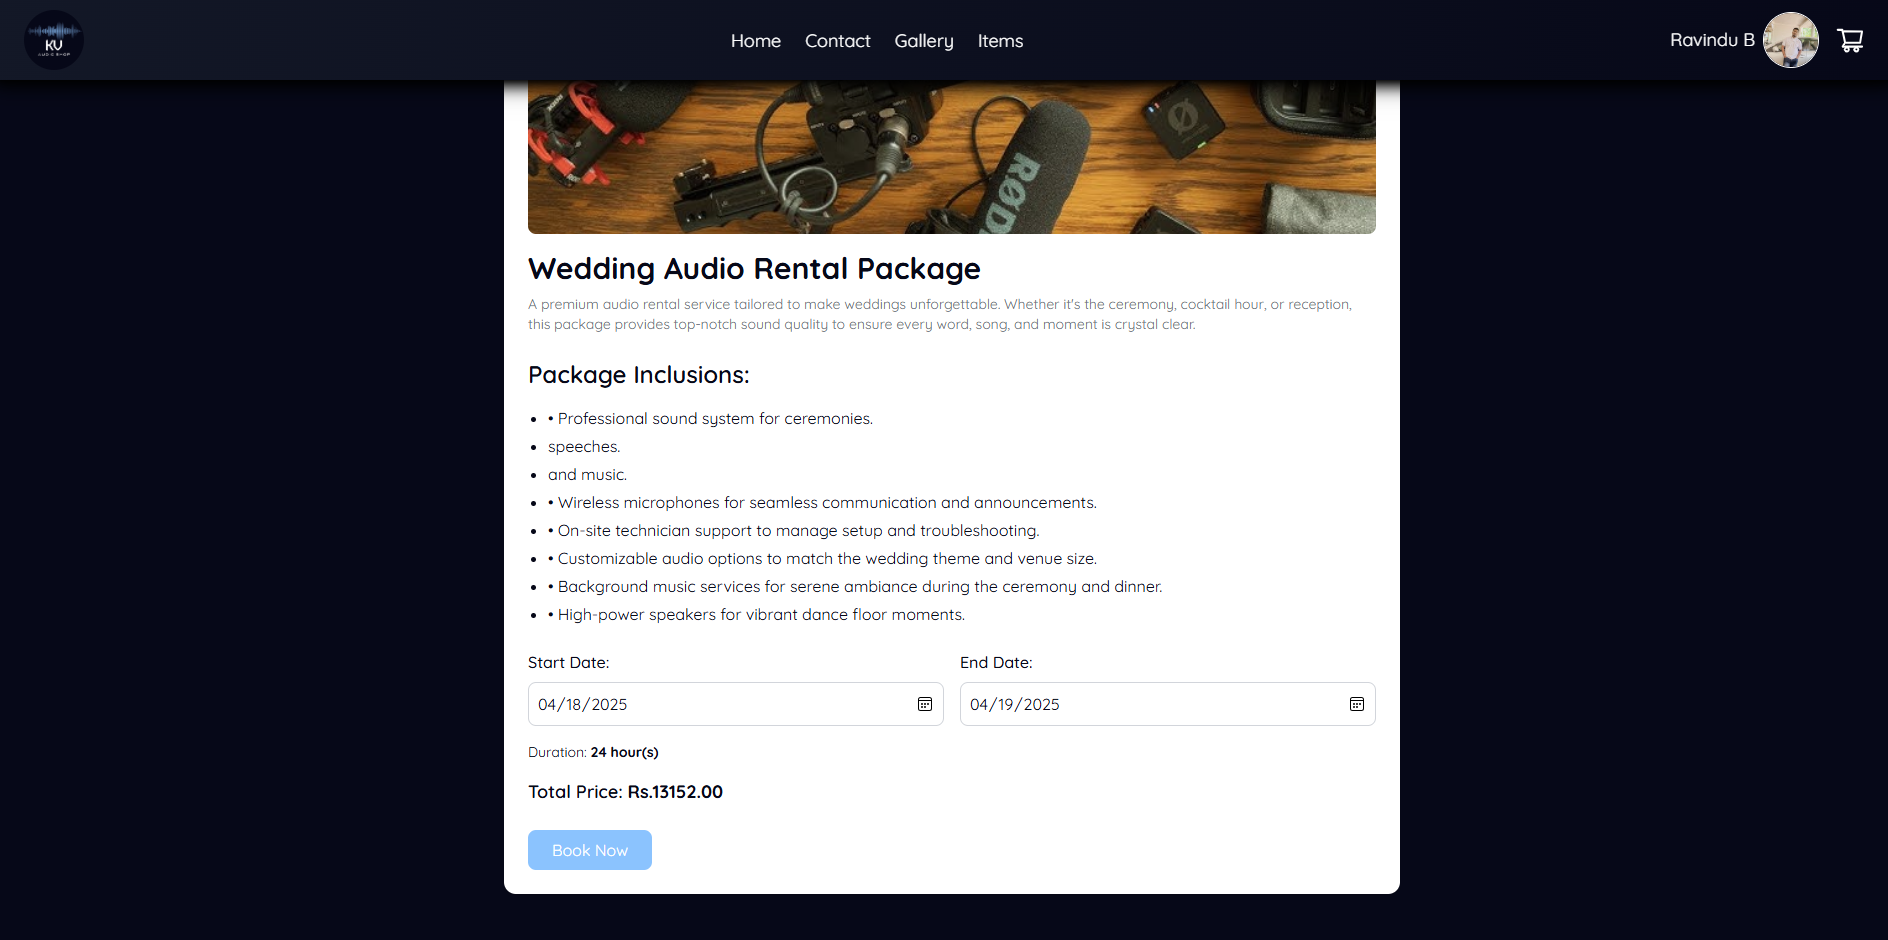 KV
AUDIO SHOP
Home Contact Gallery Items
Ravindu B
RØD
Wedding Audio Rental Package
A premium audio rental service tailored to make weddings unforgettable. Whether it's the ceremony, cocktail hour, or reception,
this package provides top-notch sound quality to ensure every word, song, and moment is crystal clear.
Package Inclusions:
• • Professional sound system for ceremonies.
• speeches.
• and music.
• • Wireless microphones for seamless communication and announcements.
• • On-site technician support to manage setup and troubleshooting.
• • Customizable audio options to match the wedding theme and venue size.
• • Background music services for serene ambiance during the ceremony and dinner.
• • High-power speakers for vibrant dance floor moments.
Start Date: End Date:
04/18/2025 04/19/2025
Duration: 24 hour(s)
Total Price: Rs.13152.00
Book Now